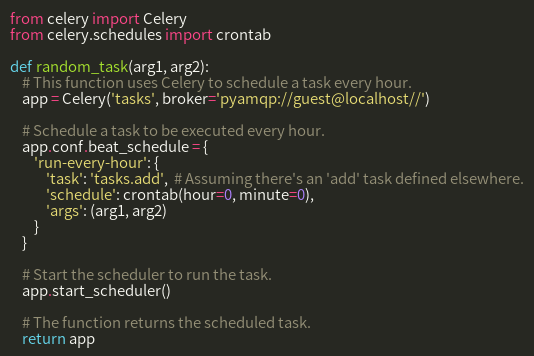 from celery import Celery
from celery.schedules import crontab

def random_task(arg1, arg2):
    # This function uses Celery to schedule a task every hour.
    app = Celery('tasks', broker='pyamqp://guest@localhost//')

    # Schedule a task to be executed every hour.
    app.conf.beat_schedule = {
        'run-every-hour': {
            'task': 'tasks.add',  # Assuming there's an 'add' task defined elsewhere.
            'schedule': crontab(hour=0, minute=0),
            'args': (arg1, arg2)
        }
    }

    # Start the scheduler to run the task.
    app.start_scheduler()

    # The function returns the scheduled task.
    return app